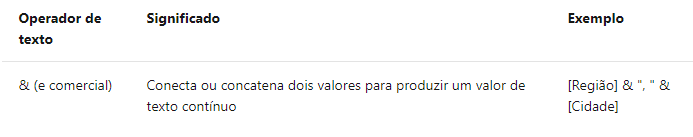 Operador de texto
Significado
Exemplo
& (e comercial)
Conecta ou concatena dois valores para produzir um valor de
texto contínuo
[Região] & ", " &
[Cidade]